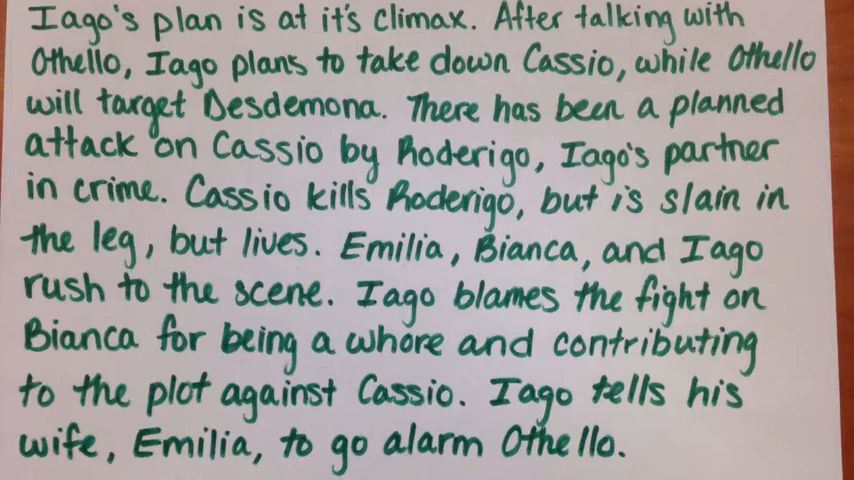 Iago's plan is at it's climax. After talking with
Othello, Iago plans to take down Cassio, while Othello
will target Desdemona. There has been a planned
attack on Cassio by Roderigo, Iago's partner
in crime. Cassio kills Roderigo, but is slain in
the leg, but lives. Emilia, Bianca, and Iago
rush to the scene. Iago blames the fight on
Bianca for being a whore and contributing
to the plot against Cassio. Iago tells his
wife, Emilia, to go alarm Othello.